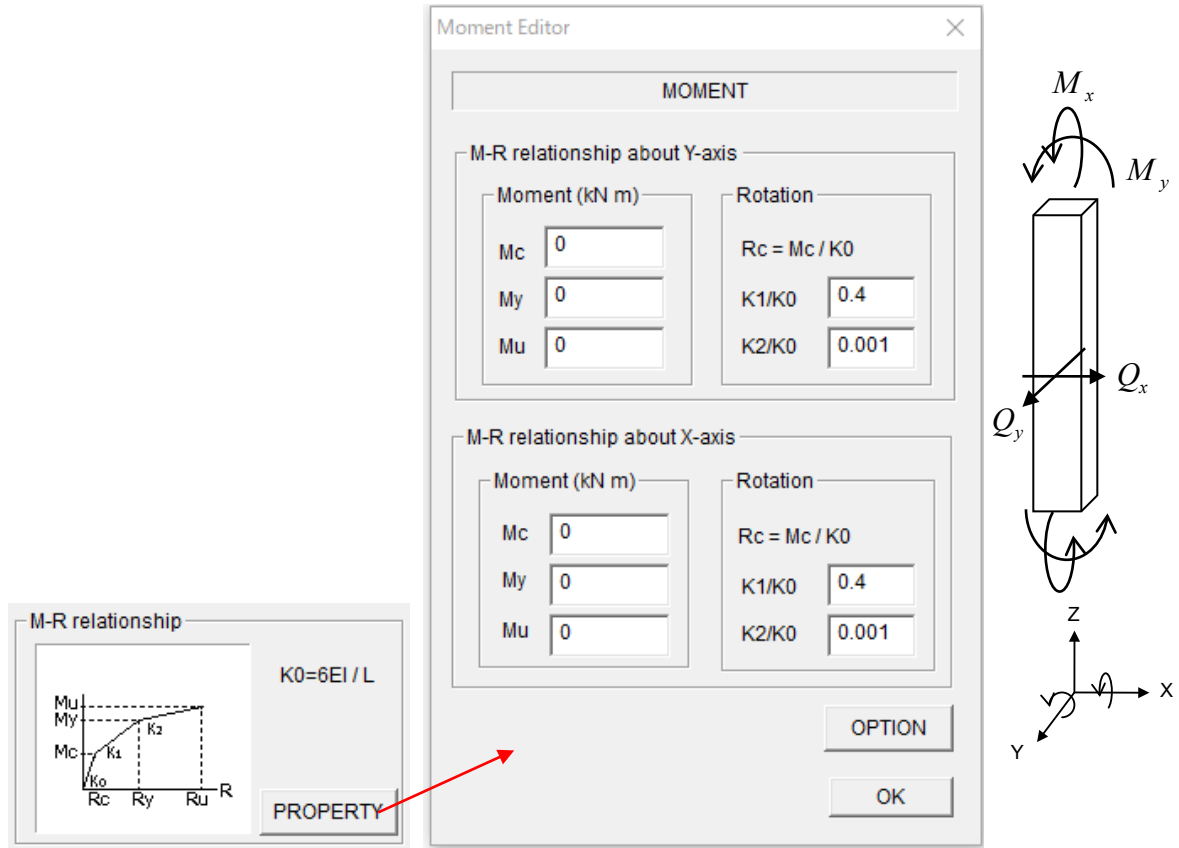 Moment Editor
MOMENT
M-R relationship about Y-axis
Moment (kN m)
Mc 0
My 0
Mu 0
Rotation
Rc = Mc / K0
K1/K0 0.4
K2/K0 0.001
M-R relationship about X-axis
Moment (kN m)
Mc 0
My 0
Mu 0
Rotation
Rc = Mc / K0
K1/K0 0.4
K2/K0 0.001
OPTION
OK
M-R relationship
K0=6EI / L
Mu
My
Mc
K2
K1
Ko
Rc Ry Ru R
PROPERTY
Mx
My
Qx
Qy
Z
X
Y